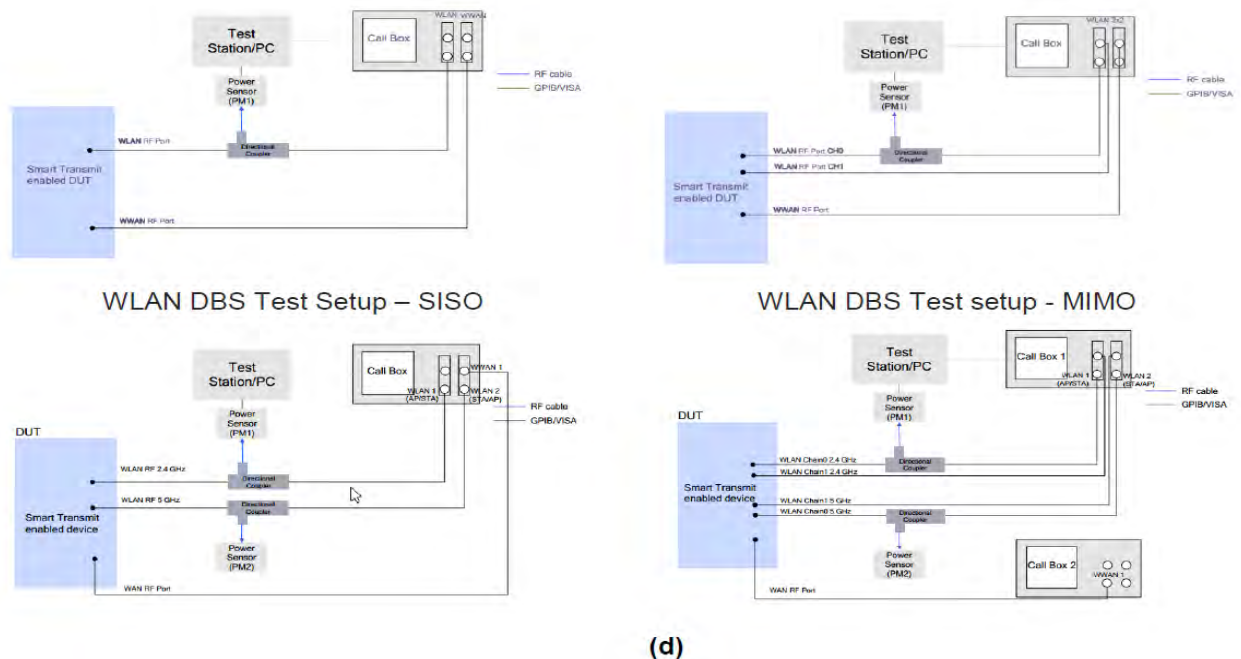 Test
Station/PC
Call Box
WLAN WWAN
RF cable
GPIB/VISA
Power
Sensor
(PM1)
WLAN RF Port
Directional
Coupler
Smart Transmit
enabled DUT
WWAN RF Port
Test
Station/PC
Call Box
WLAN 2x2
RF cable
GPIB/VISA
Power
Sensor
(PM1)
WLAN RF Port CH0
Directional
Coupler
WLAN RF Port CH1
Smart Transmit
enabled DUT
WWAN RF Port
WLAN DBS Test Setup – SISO
Test
Station/PC
Call Box
WWAN 1
WLAN 1
(AP/STA)
WLAN 2
(STA/AP)
RF cable
GPIB/VISA
Power
Sensor
(PM1)
DUT
WLAN RF 2.4 GHz
Directional
Coupler
WLAN RF 5 GHz
Directional
Coupler
Smart Transmit
enabled device
Power
Sensor
(PM2)
WAN RF Port
WLAN DBS Test setup - MIMO
Test
Station/PC
Call Box 1
WLAN 1
(AP/STA)
WLAN 2
(STA/AP)
RF cable
GPIB/VISA
Power
Sensor
(PM1)
DUT
WLAN Chain0 2.4 GHz
Directional
Coupler
WLAN Chain1 2.4 GHz
Smart Transmit
enabled device
WLAN Chain1 5 GHz
WLAN Chain0 5 GHz
Directional
Coupler
Power
Sensor
(PM2)
Call Box 2
WWAN 1
WAN RF Port
(d)